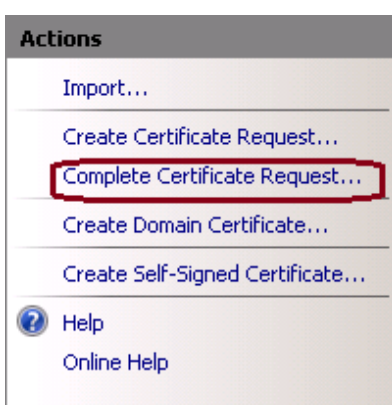 Actions
Import...
Create Certificate Request...
Complete Certificate Request...
Create Domain Certificate...
Create Self-Signed Certificate...
Help
Online Help